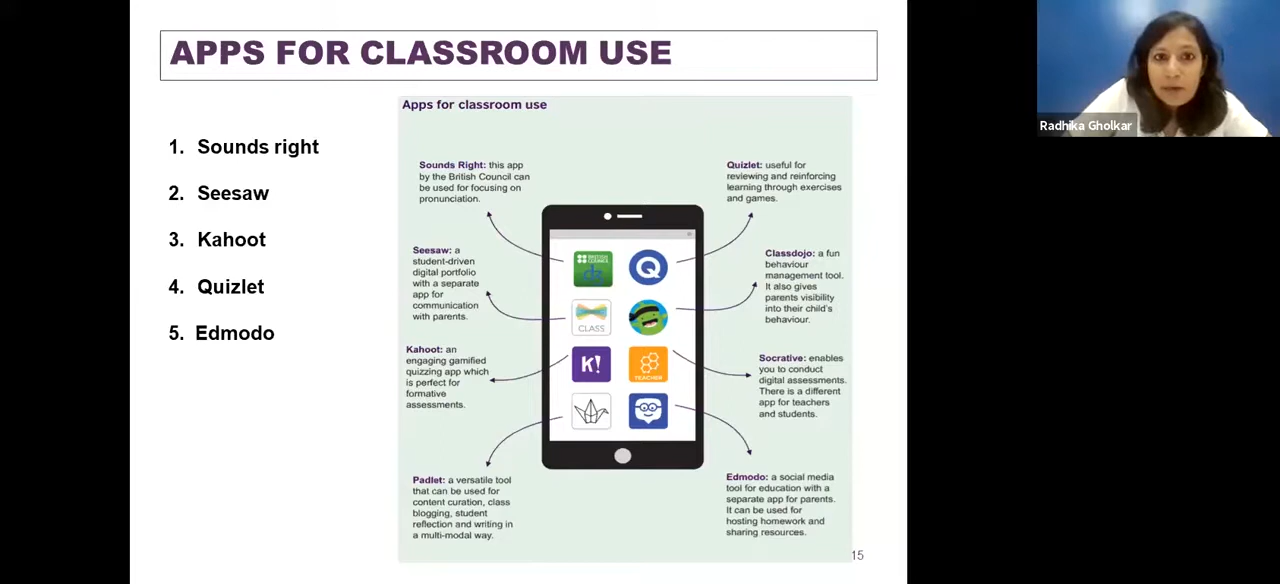 APPS FOR CLASSROOM USE
1. Sounds right
2. Seesaw
3. Kahoot
4. Quizlet
5. Edmodo
Apps for classroom use
Sounds Right: this app
by the British Council can
be used for focusing on
pronunciation.
Seesaw: a
student-driven
digital portfolio
with a separate
app for
communication
with parents.
Kahoot: an
engaging gamified
quizzing app which
is perfect for
formative
assessments.
Padlet: a versatile tool
that can be used for
content curation, class
blogging, student
reflection and writing in
a multi-modal way.
BRITISH
COUNCIL
Q
CLASS
K!
TEACHER
Quizlet: useful for
reviewing and reinforcing
learning through exercises
and games.
Classdojo: a fun
behaviour
management tool.
It also gives
parents visibility
into their child's
behaviour.
Socrative: enables
you to conduct
digital assessments.
There is a different
app for teachers
and students.
Edmodo: a social media
tool for education with a
separate app for parents.
It can be used for
hosting homework and
sharing resources.
15
Radhika Gholkar